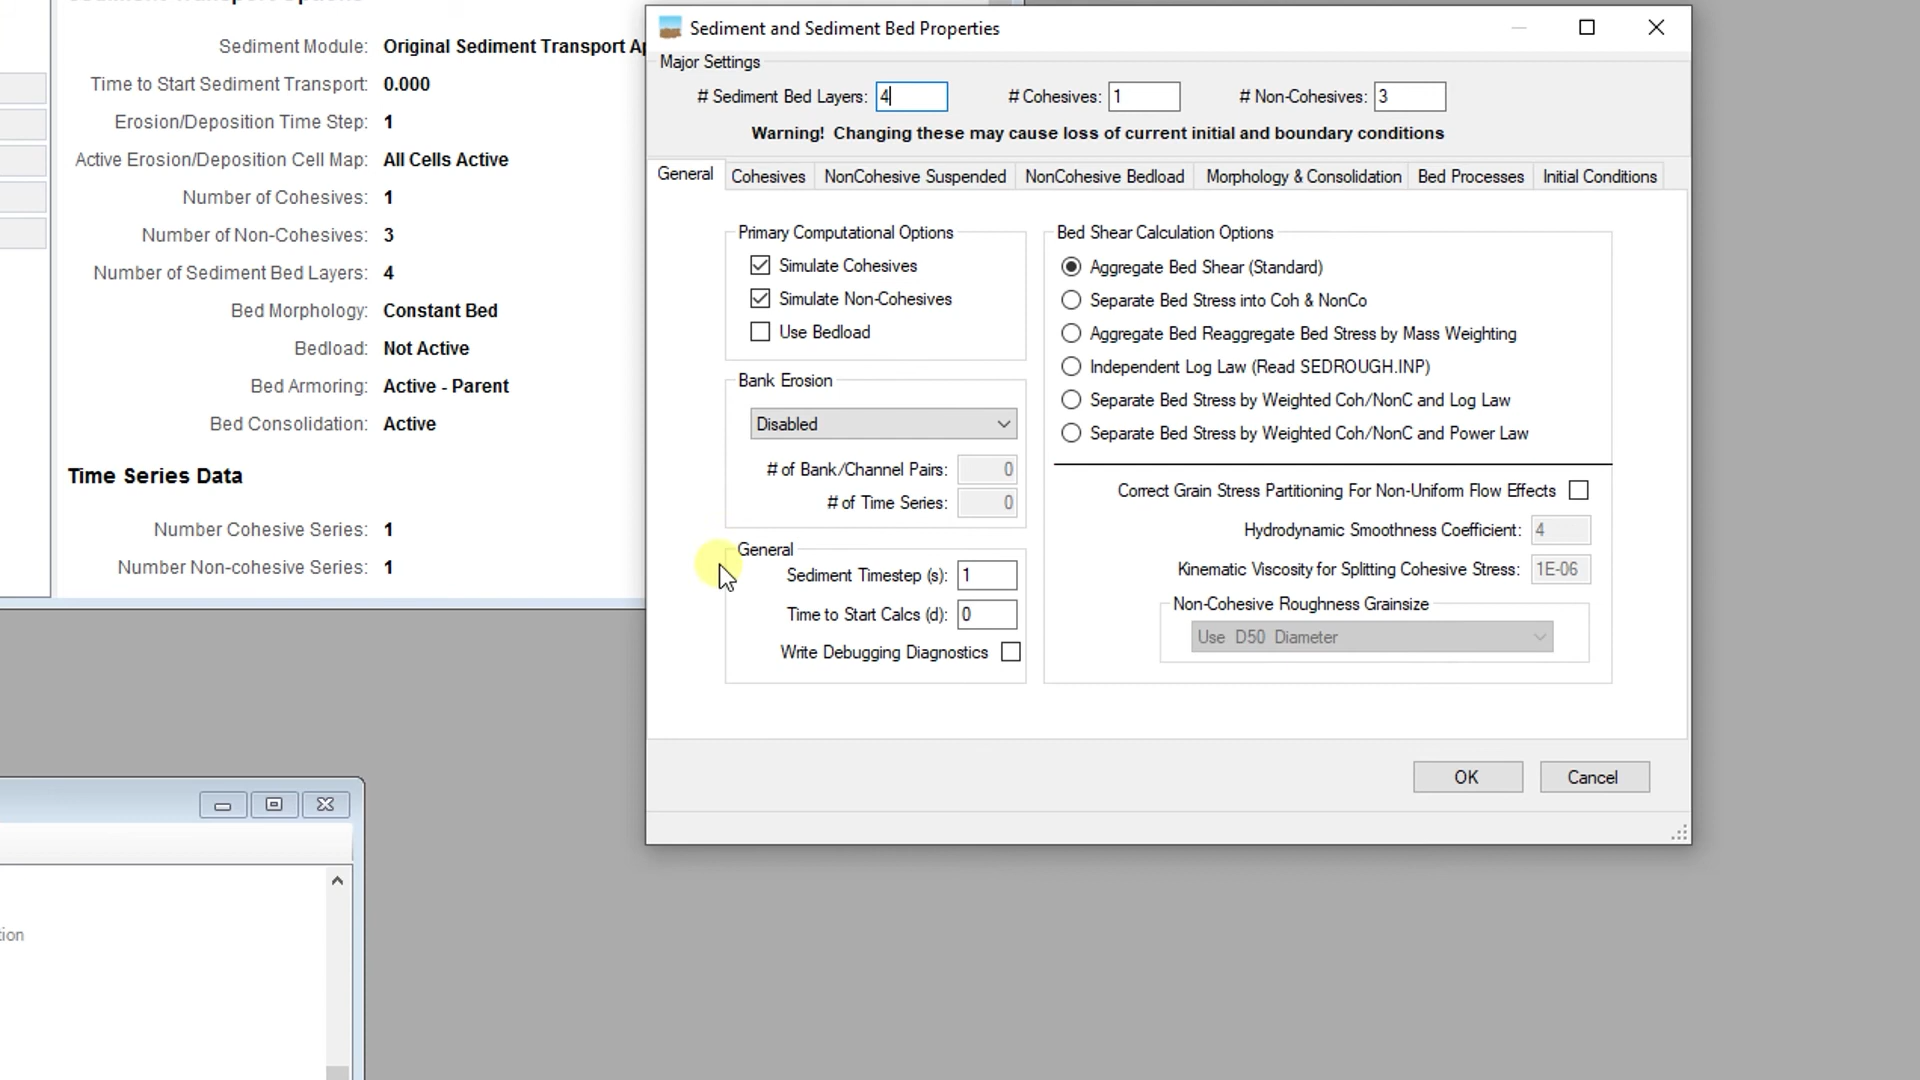 Sediment Transport Options
Sediment Module: Original Sediment Transport Ap
Time to Start Sediment Transport: 0.000
Erosion/Deposition Time Step: 1
Active Erosion/Deposition Cell Map: All Cells Active
Number of Cohesives: 1
Number of Non-Cohesives: 3
Number of Sediment Bed Layers: 4
Bed Morphology: Constant Bed
Bedload: Not Active
Bed Armoring: Active - Parent
Bed Consolidation: Active
Time Series Data
Number Cohesive Series: 1
Number Non-cohesive Series: 1
tion
Sediment and Sediment Bed Properties
Major Settings
# Sediment Bed Layers: 4 # Cohesives: 1 # Non-Cohesives: 3
Warning! Changing these may cause loss of current initial and boundary conditions
General Cohesives NonCohesive Suspended NonCohesive Bedload Morphology & Consolidation Bed Processes Initial Conditions
Primary Computational Options
Simulate Cohesives
Simulate Non-Cohesives
Use Bedload
Bank Erosion
Disabled
# of Bank/Channel Pairs: 0
# of Time Series: 0
General
Sediment Timestep (s): 1
Time to Start Calcs (d): 0
Write Debugging Diagnostics
Bed Shear Calculation Options
Aggregate Bed Shear (Standard)
Separate Bed Stress into Coh & NonCo
Aggregate Bed Reaggregate Bed Stress by Mass Weighting
Independent Log Law (Read SEDROUGH.INP)
Separate Bed Stress by Weighted Coh/NonC and Log Law
Separate Bed Stress by Weighted Coh/NonC and Power Law
Correct Grain Stress Partitioning For Non-Uniform Flow Effects
Hydrodynamic Smoothness Coefficient: 4
Kinematic Viscosity for Splitting Cohesive Stress: 1E-06
Non-Cohesive Roughness Grainsize
Use D50 Diameter
OK Cancel